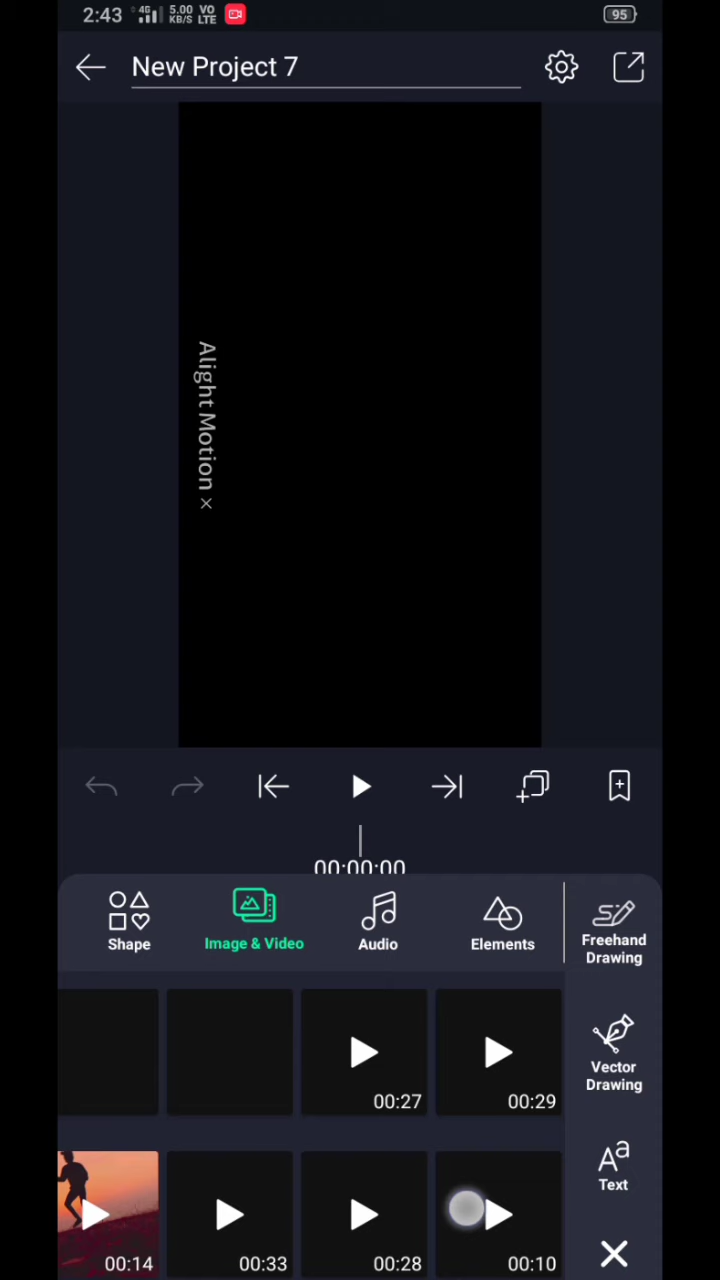 2:43 4G 5.00 KB/S VO LTE 95
New Project 7
Alight Motion ×
00:00:00
Shape
Image & Video
Audio
Elements
Freehand
Drawing
00:27
00:29
Vector
Drawing
Aa
Text
00:14
00:33
00:28
00:10